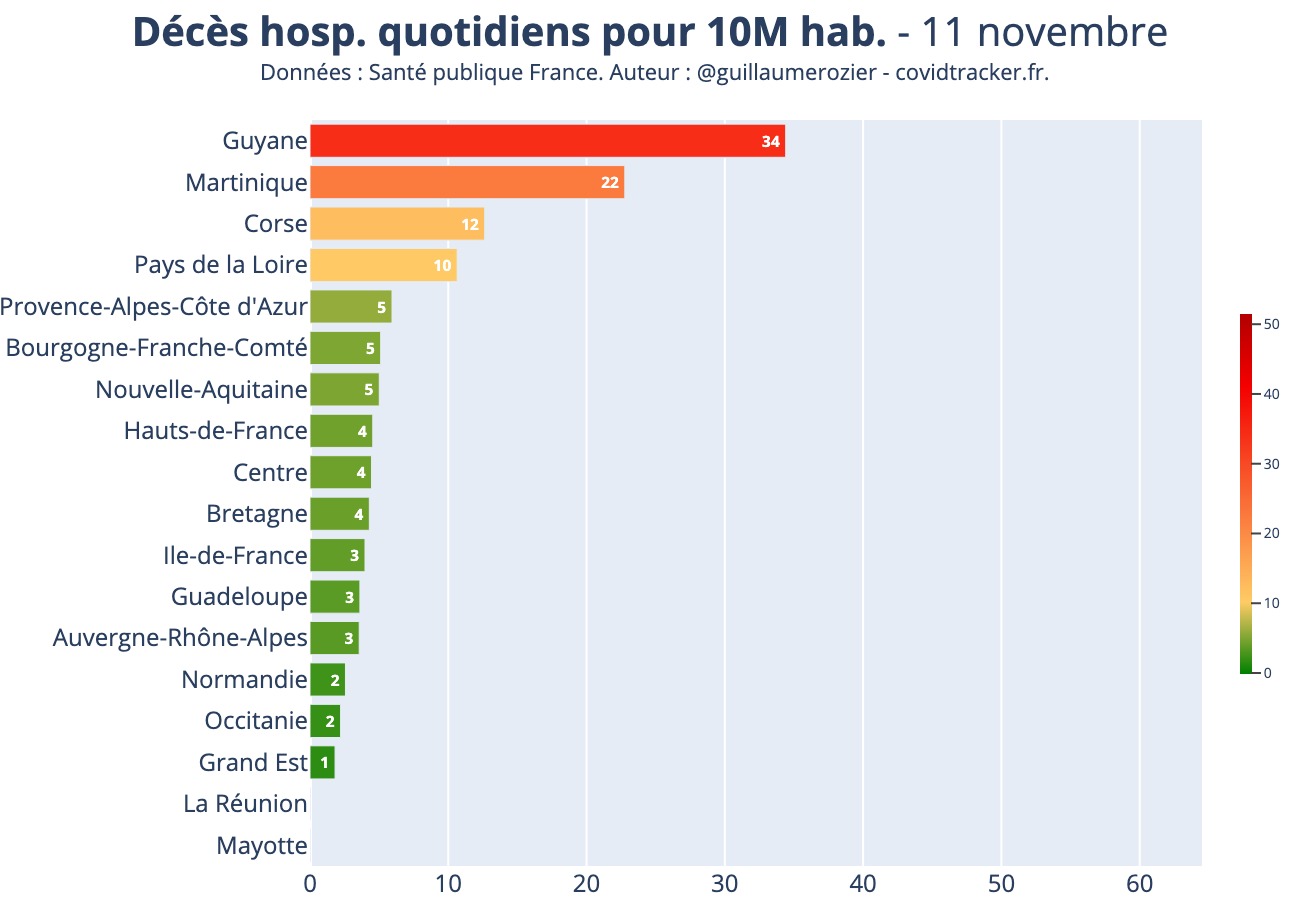 Décès hosp. quotidiens pour 10M hab. - 11 novembre
Données : Santé publique France. Auteur : @guillaumerozier - covidtracker.fr.
Guyane 34
Martinique 22
Corse 12
Pays de la Loire 10
Provence-Alpes-Côte d'Azur 5
Bourgogne-Franche-Comté 5
Nouvelle-Aquitaine 5
Hauts-de-France 4
Centre 4
Bretagne 4
Ile-de-France 3
Guadeloupe 3
Auvergne-Rhône-Alpes 3
Normandie 2
Occitanie 2
Grand Est 1
La Réunion
Mayotte
0 10 20 30 40 50 60
50
40
30
20
10
0